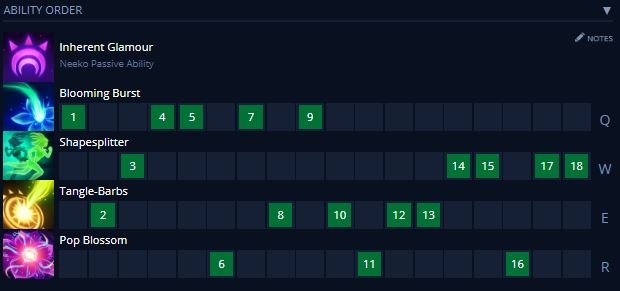 ABILITY ORDER ▼
NOTES
Inherent Glamour
Neeko Passive Ability
Blooming Burst
1 4 5 7 9 Q
Shapesplitter
3 14 15 17 18 W
Tangle-Barbs
2 8 10 12 13 E
Pop Blossom
6 11 16 R